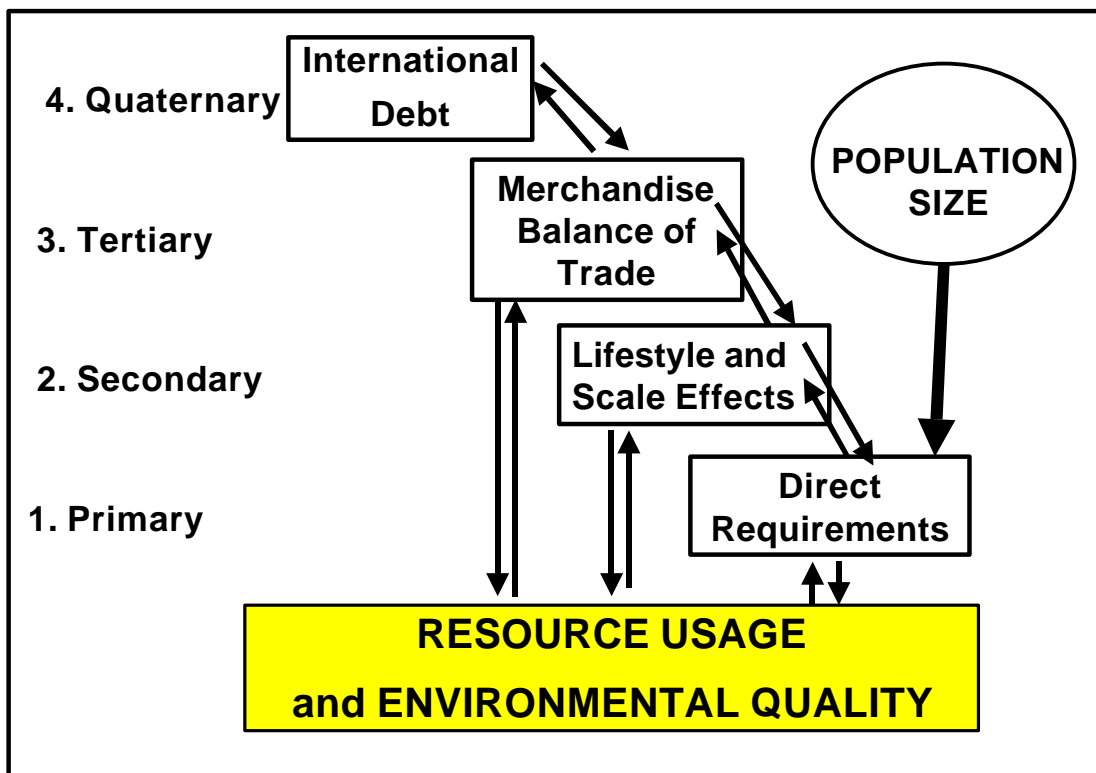 International
Debt
4. Quaternary
POPULATION
SIZE
Merchandise
Balance of
Trade
3. Tertiary
Lifestyle and
Scale Effects
2. Secondary
Direct
Requirements
1. Primary
RESOURCE USAGE
and ENVIRONMENTAL QUALITY